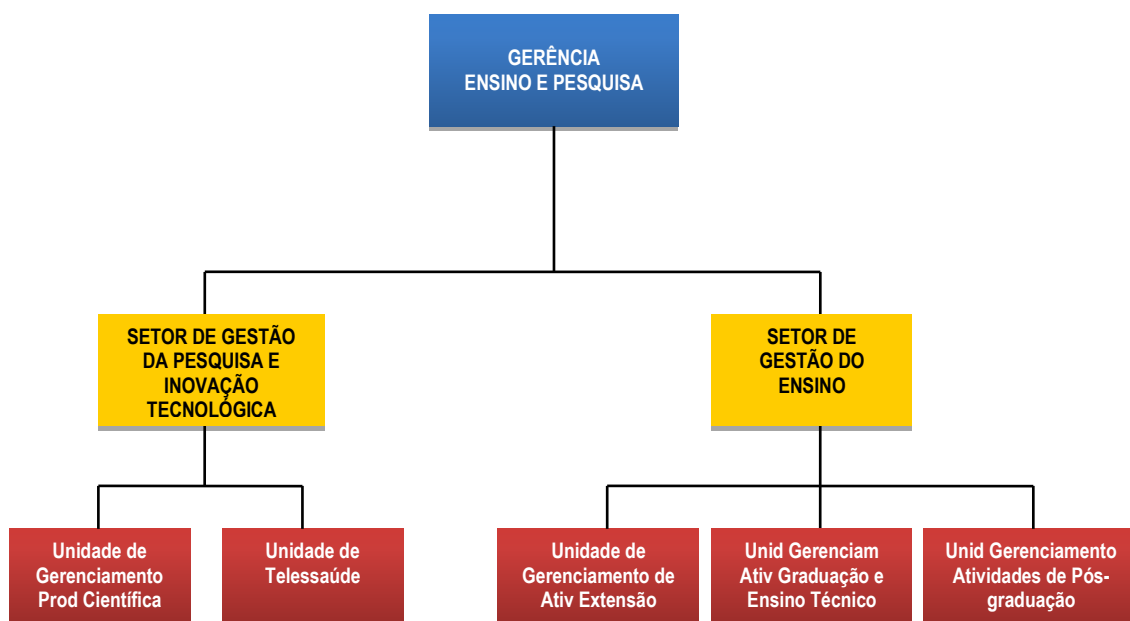 GERÊNCIA
ENSINO E PESQUISA
SETOR DE GESTÃO
DA PESQUISA E
INOVAÇÃO
TECNOLÓGICA
SETOR DE
GESTÃO DO
ENSINO
Unidade de
Gerenciamento
Prod Científica
Unidade de
Telessaúde
Unidade de
Gerenciamento de
Ativ Extensão
Unid Gerenciam
Ativ Graduação e
Ensino Técnico
Unid Gerenciamento
Atividades de Pós-
graduação